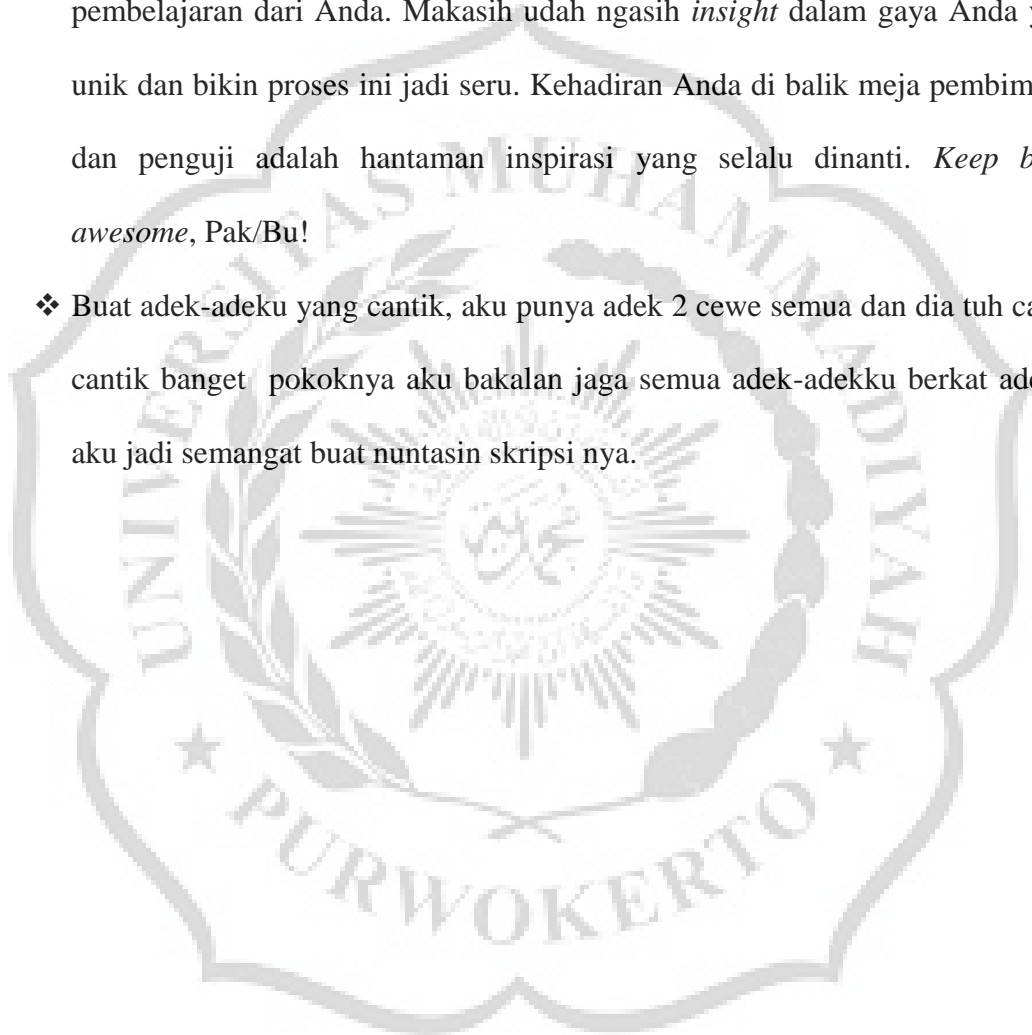 pembelajaran dari Anda. Makasih udah ngasih insight dalam gaya Anda y
unik dan bikin proses ini jadi seru. Kehadiran Anda di balik meja pembim
dan penguji adalah hantaman inspirasi yang selalu dinanti. Keep b
awesome, Pak/Bu!
❖ Buat adek-adeku yang cantik, aku punya adek 2 cewe semua dan dia tuh ca
cantik banget pokoknya aku bakalan jaga semua adek-adekku berkat ade
aku jadi semangat buat nuntasin skripsi nya.
UNIVERSITAS MUHAMMADIYAH
PURWOKERTO